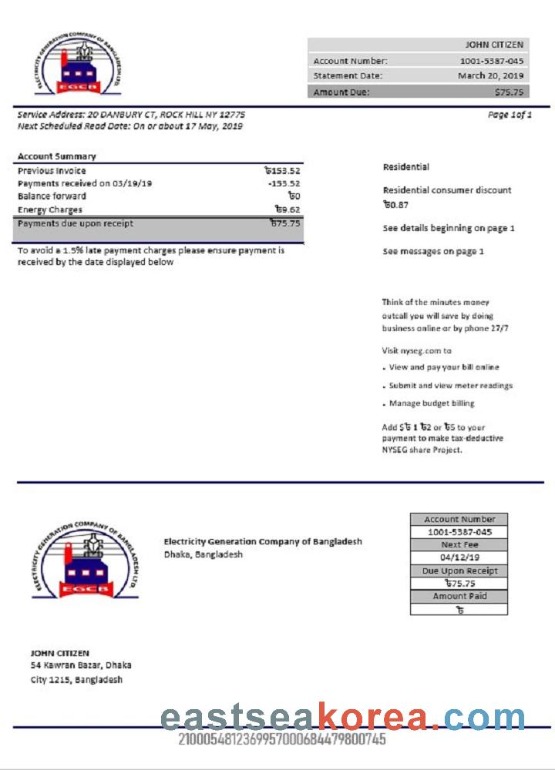 ELECTRICITY GENERATION COMPANY OF BANGLADESH LTD
EGCB
JOHN CITIZEN
Account Number: 1001-5387-045
Statement Date: March 20, 2019
Amount Due: $75.75
Service Address: 20 DANBURY CT, ROCK HILL NY 12775
Page 1of 1
Next Scheduled Read Date: On or about 17 May, 2019
Account Summary
Previous Invoice ৳153.52
Payments received on 03/19/19 -153.52
Balance forward ৳0
Energy Charges ৳69.62
Payments due upon receipt ৳75.75
To avoid a 1.5% late payment charges please ensure payment is
received by the date displayed below
Residential
Residential consumer discount
৳0.87
See details beginning on page 1
See messages on page 1
Think of the minutes money
outcall you will save by doing
business online or by phone 27/7
Visit nyseg.com to
• View and pay your bill online
• Submit and view meter readings
• Manage budget billing
Add $৳ 1 ৳2 or ৳5 to your
payment to make tax-deductive
NYSEG share Project.
ELECTRICITY GENERATION COMPANY OF BANGLADESH LTD
EGCB
Electricity Generation Company of Bangladesh
Dhaka, Bangladesh
Account Number
1001-5387-045
Next Fee
04/12/19
Due Upon Receipt
৳75.75
Amount Paid
৳
JOHN CITIZEN
54 Kawran Bazar, Dhaka
City 1215, Bangladesh
eastseakorea.com
21000548123699570006844798007​45